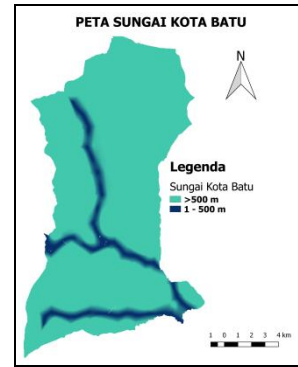 PETA SUNGAI KOTA BATU
N
Legenda
Sungai Kota Batu
>500 m
1 - 500 m
1 0 1 2 3 4 km